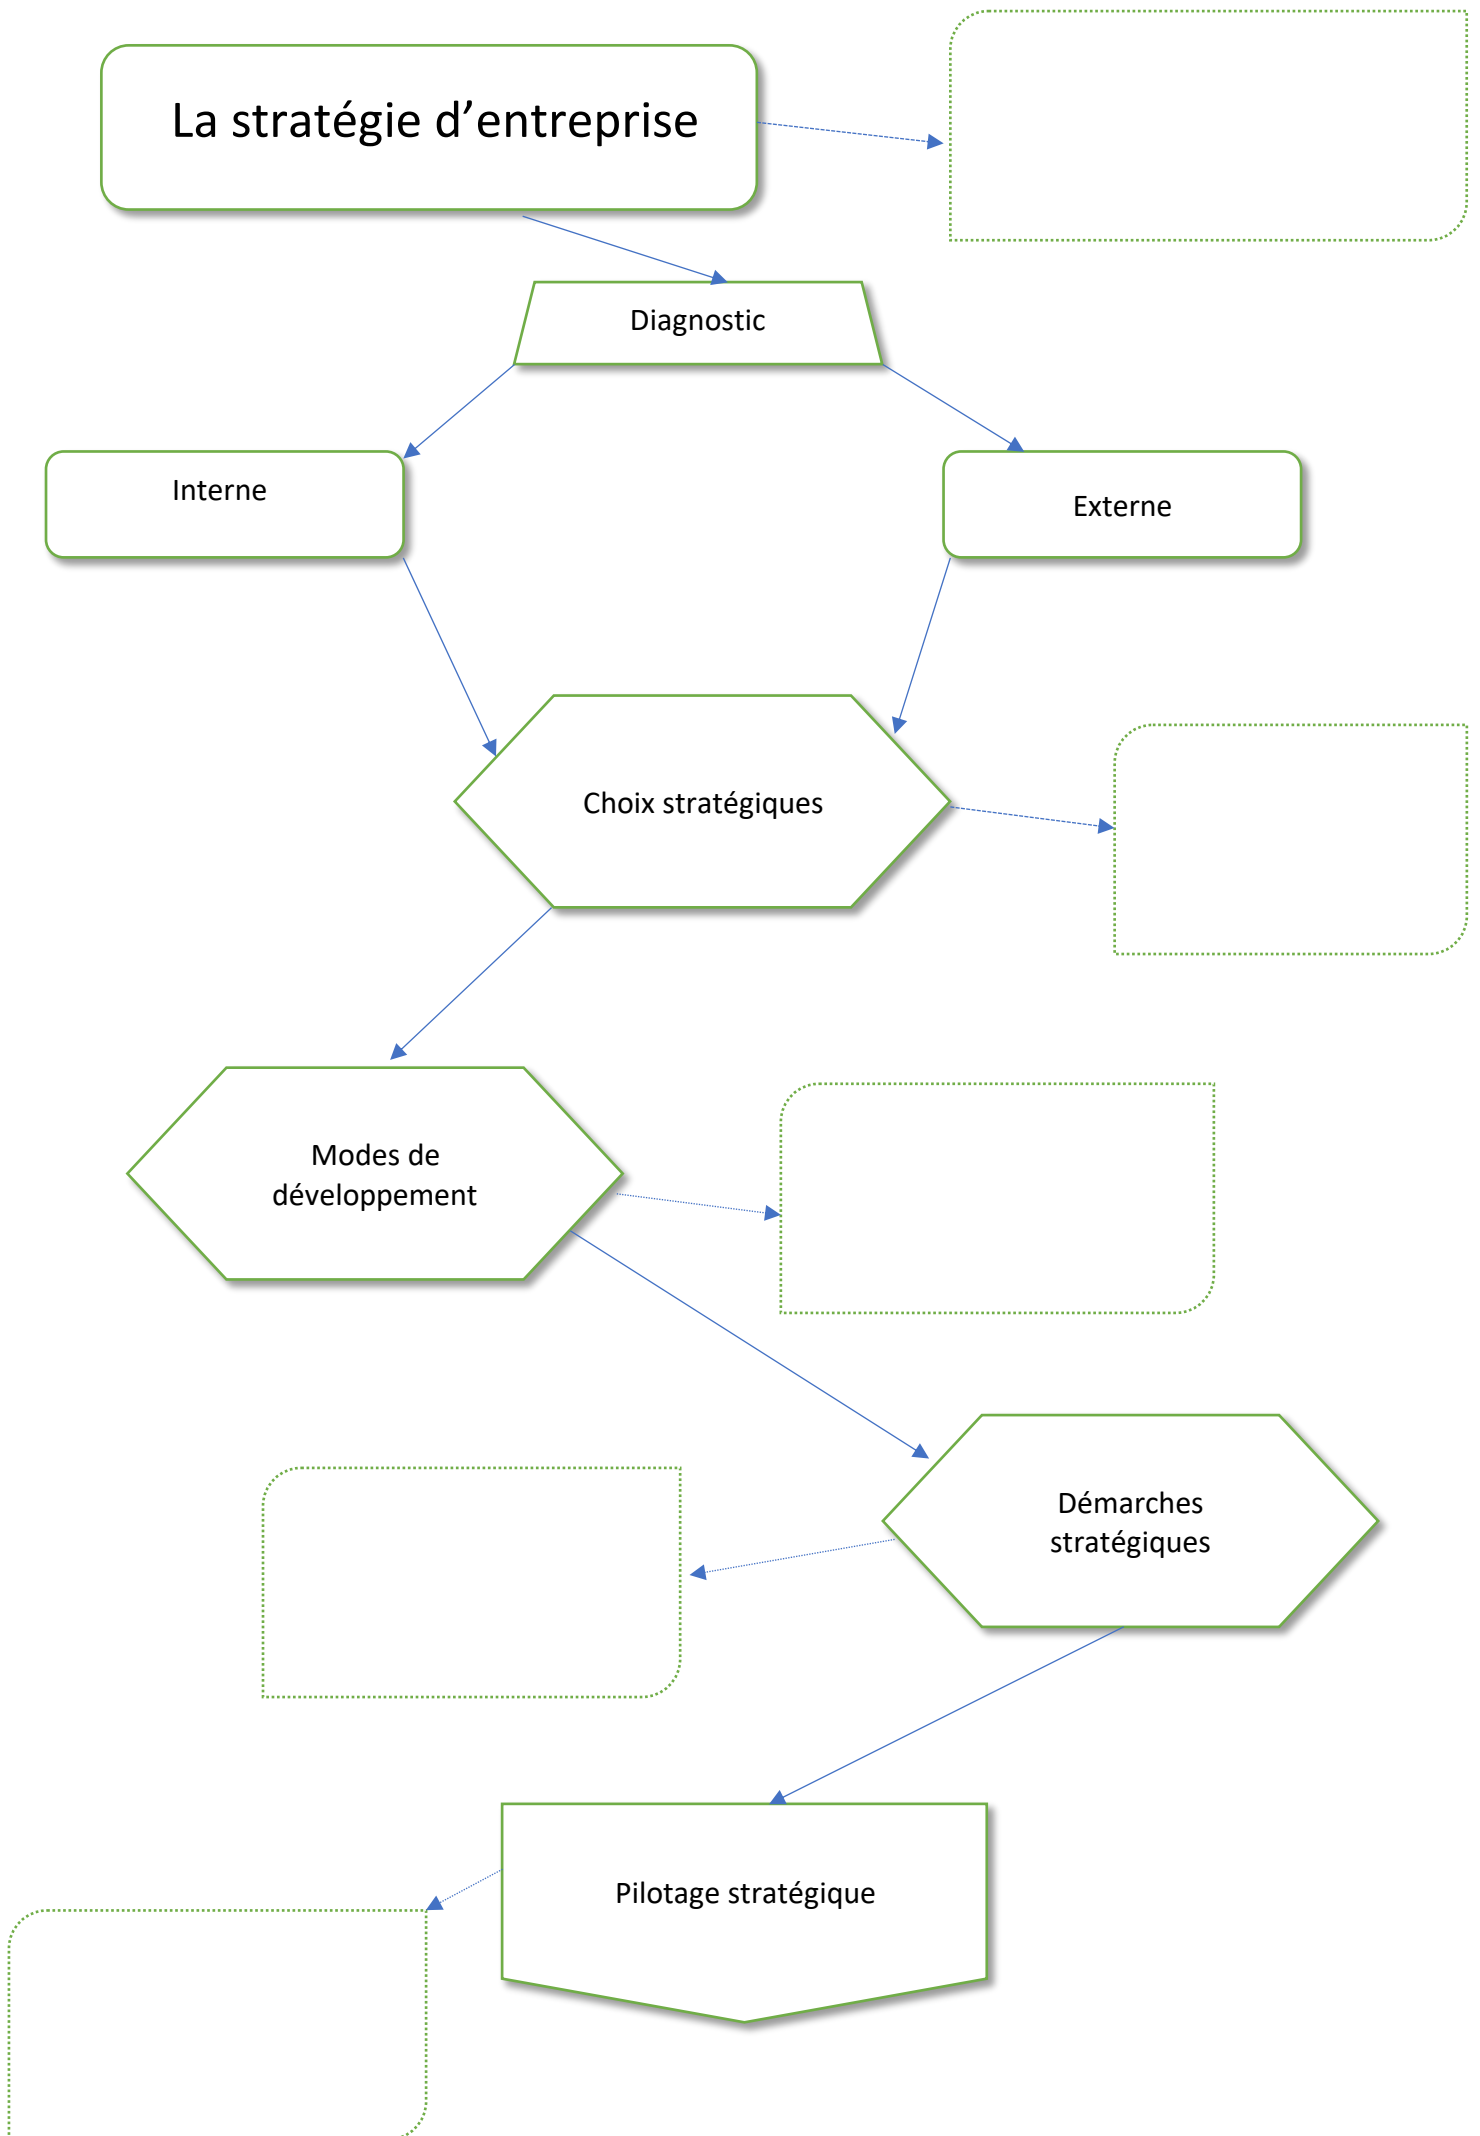 La stratégie d’entreprise
Diagnostic
Interne
Externe
Choix stratégiques
Modes de
développement
Démarches
stratégiques
Pilotage stratégique